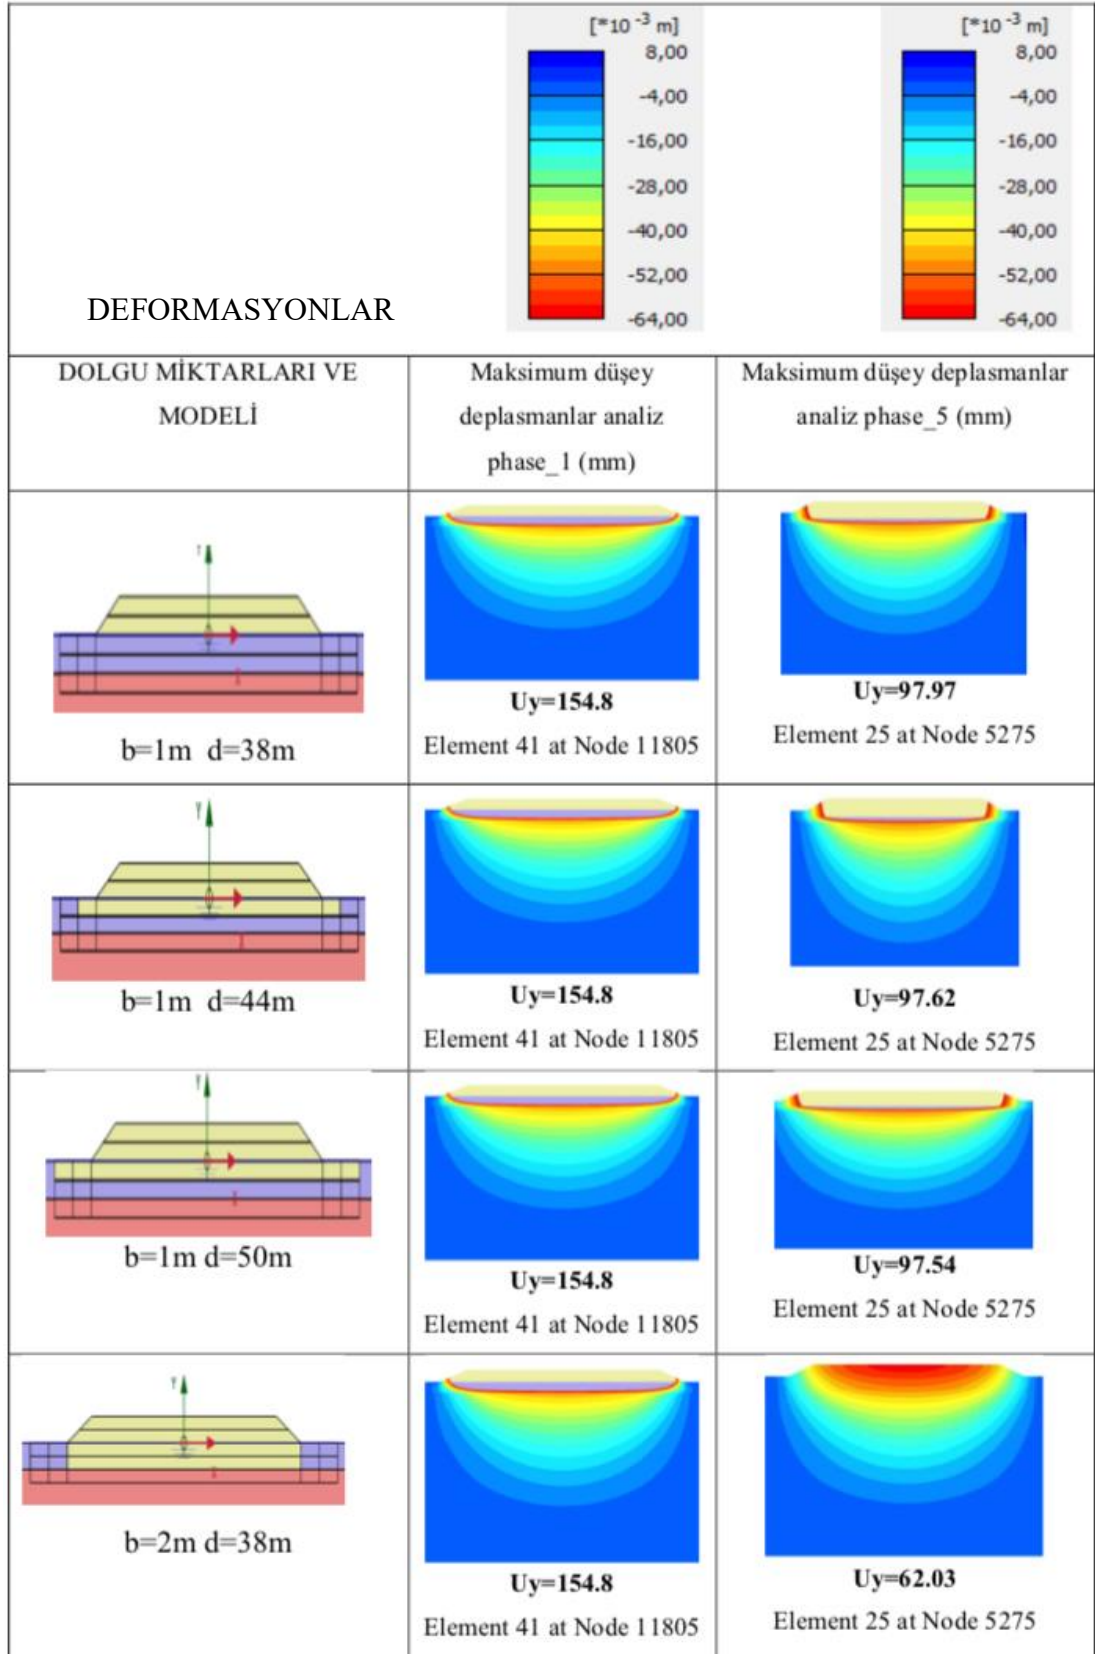 [*10 -3 m]
8,00
-4,00
-16,00
-28,00
-40,00
-52,00
-64,00
[*10 -3 m]
8,00
-4,00
-16,00
-28,00
-40,00
-52,00
-64,00
DEFORMASYONLAR
DOLGU MİKTARLARI VE
MODELİ
Maksimum düşey
deplasmanlar analiz
phase_1 (mm)
Maksimum düşey deplasmanlar
analiz phase_5 (mm)
b=1m d=38m
Uy=154.8
Element 41 at Node 11805
Uy=97.97
Element 25 at Node 5275
Y
b=1m d=44m
Uy=154.8
Element 41 at Node 11805
Uy=97.62
Element 25 at Node 5275
b=1m d=50m
Uy=154.8
Element 41 at Node 11805
Uy=97.54
Element 25 at Node 5275
b=2m d=38m
Uy=154.8
Element 41 at Node 11805
Uy=62.03
Element 25 at Node 5275